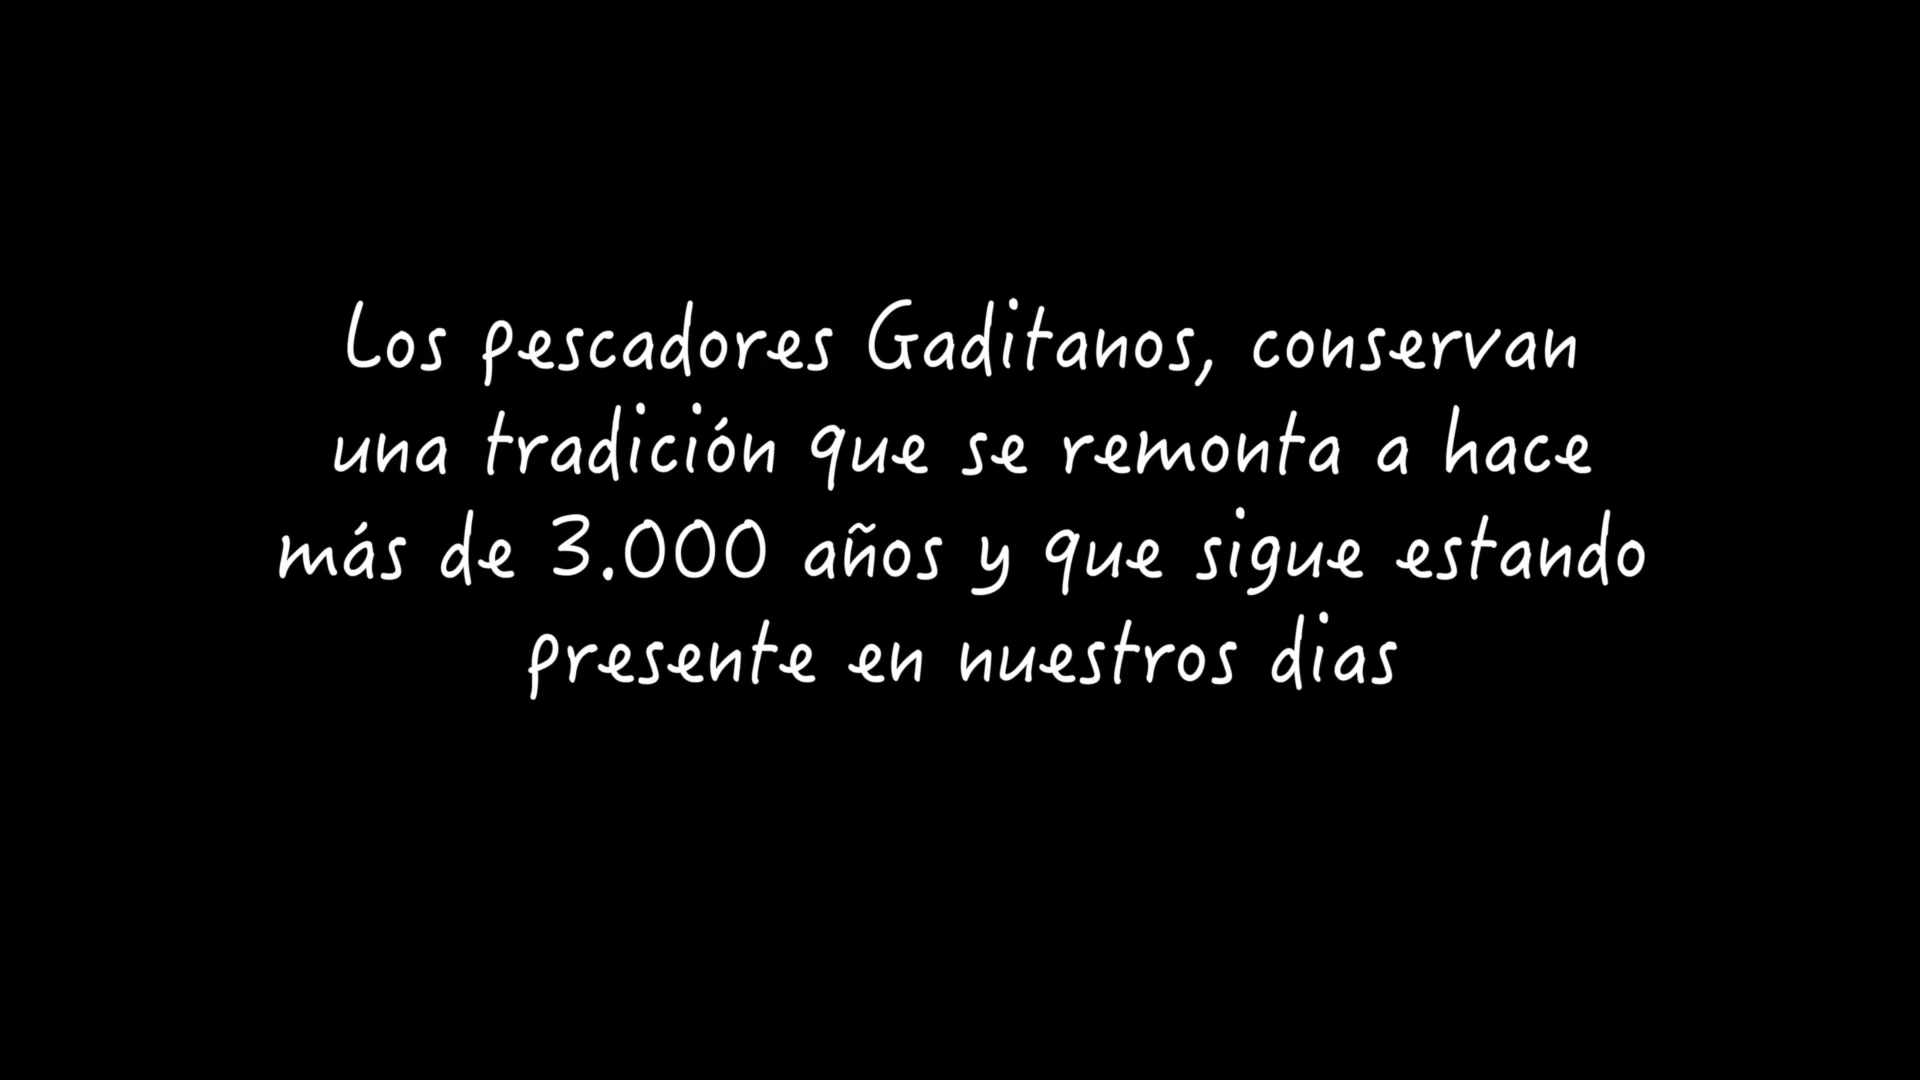 Los pescadores Gaditanos, conservan
una tradición que se remonta a hace
más de 3.000 años y que sigue estando
presente en nuestros dias